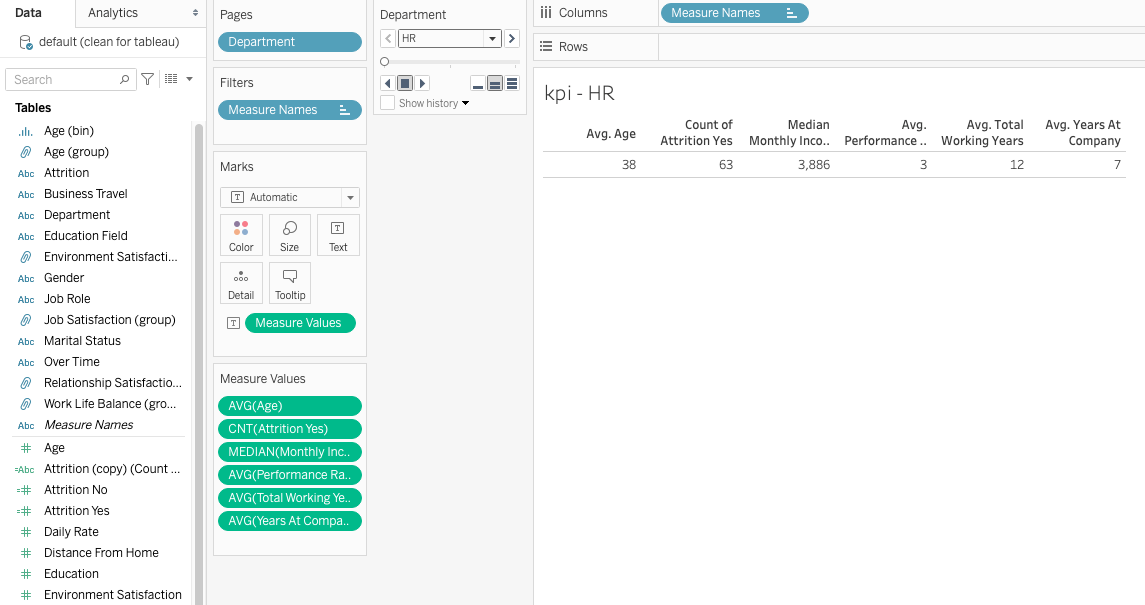 Data
Analytics
default (clean for tableau)
Search
Tables
Age (bin)
Age (group)
Abc Attrition
Abc Business Travel
Abc Department
Abc Education Field
Environment Satisfacti...
Abc Gender
Abc Job Role
Job Satisfaction (group)
Abc Marital Status
Abc Over Time
Relationship Satisfactio...
Work Life Balance (gro...
Abc Measure Names
# Age
=Abc Attrition (copy) (Count ...
=# Attrition No
=# Attrition Yes
# Daily Rate
# Distance From Home
# Education
# Environment Satisfaction
Pages
Department
Filters
Measure Names
Marks
T Automatic
Color
Size
T
Text
Detail
Tooltip
T Measure Values
Measure Values
AVG(Age)
CNT(Attrition Yes)
MEDIAN(Monthly Inc..
AVG(Performance Ra..
AVG(Total Working Ye..
AVG(Years At Compa..
Department
HR
Show history
Columns
Measure Names
Rows
kpi - HR
Avg. Age
Count of
Attrition Yes
Median
Monthly Inco..
Avg.
Performance ..
Avg. Total
Working Years
Avg. Years At
Company
38 63 3,886 3 12 7